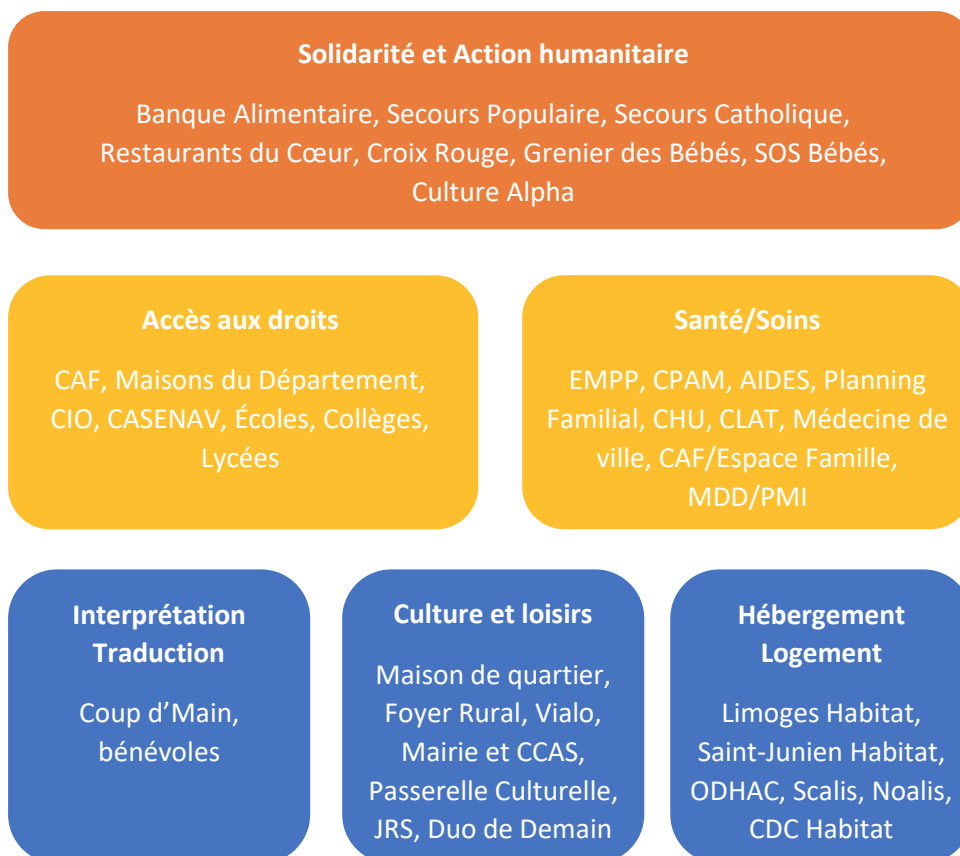 Solidarité et Action humanitaire
Banque Alimentaire, Secours Populaire, Secours Catholique,
Restaurants du Cœur, Croix Rouge, Grenier des Bébés, SOS Bébés,
Culture Alpha
Accès aux droits
CAF, Maisons du Département,
CIO, CASENAV, Écoles, Collèges,
Lycées
Santé/Soins
EMPP, CPAM, AIDES, Planning
Familial, CHU, CLAT, Médecine de
ville, CAF/Espace Famille,
MDD/PMI
Interprétation
Traduction
Coup d’Main,
bénévoles
Culture et loisirs
Maison de quartier,
Foyer Rural, Vialo,
Mairie et CCAS,
Passerelle Culturelle,
JRS, Duo de Demain
Hébergement
Logement
Limoges Habitat,
Saint-Junien Habitat,
ODHAC, Scalis, Noalis,
CDC Habitat